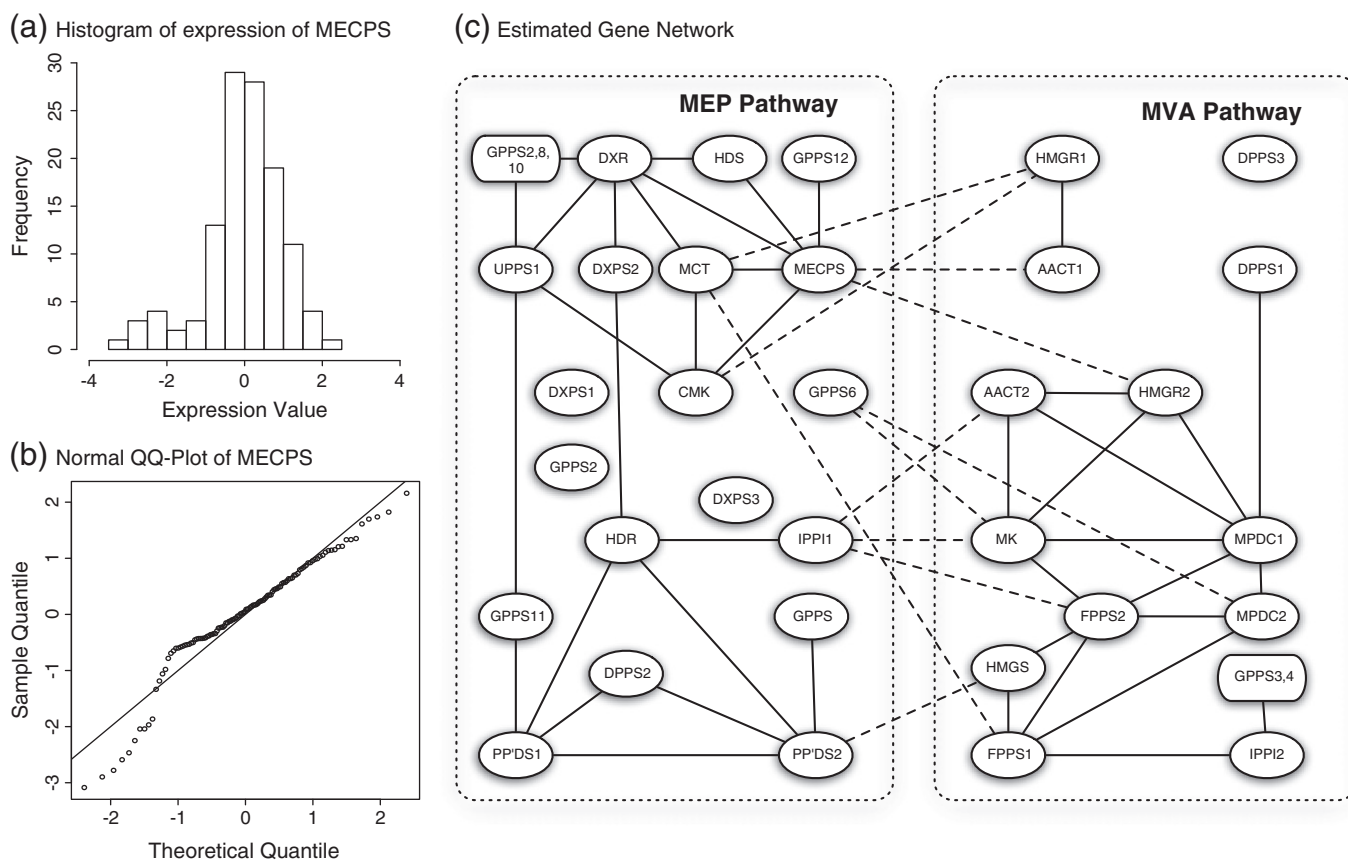 (a) Histogram of expression of MECPS
30
25
20
15
10
5
0
Frequency
-4 -2 0 2 4
Expression Value
(b) Normal QQ-Plot of MECPS
2
1
0
-1
-2
-3
Sample Quantile
-2 -1 0 1 2
Theoretical Quantile
(c) Estimated Gene Network
MEP Pathway
GPPS2,8,
10
DXR
HDS
GPPS12
UPPS1
DXPS2
MCT
MECPS
DXPS1
CMK
GPPS6
GPPS2
DXPS3
HDR
IPPI1
GPPS11
GPPS
DPPS2
PP'DS1
PP'DS2
MVA Pathway
HMGR1
DPPS3
AACT1
DPPS1
AACT2
HMGR2
MK
MPDC1
FPPS2
MPDC2
HMGS
GPPS3,4
FPPS1
IPPI2